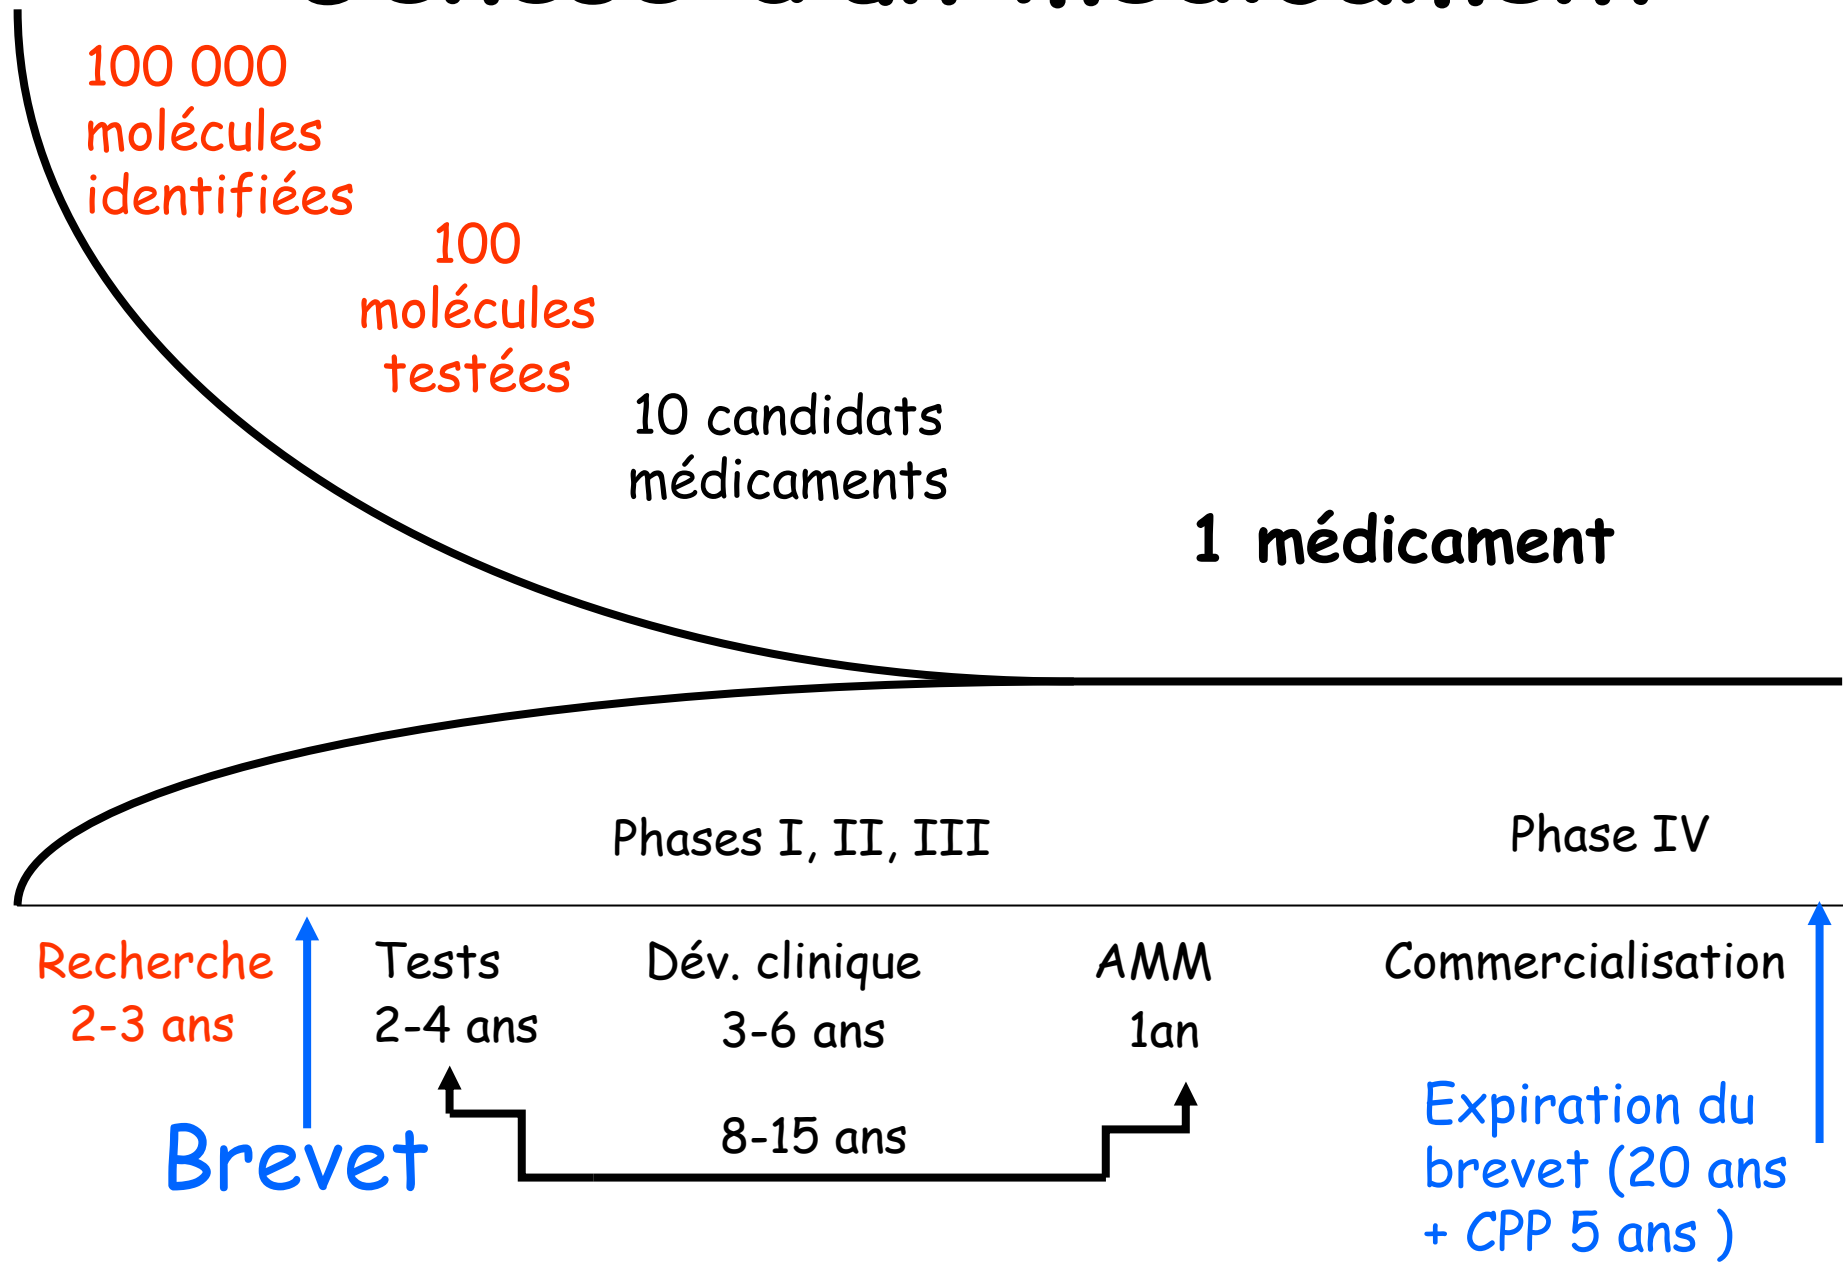 100 000
molécules
identifiées
100
molécules
testées
10 candidats
médicaments
1 médicament
Phases I, II, III
Phase IV
Recherche
2-3 ans
Tests
2-4 ans
Dév. clinique
3-6 ans
AMM
1an
Commercialisation
8-15 ans
Brevet
Expiration du
brevet (20 ans
+ CPP 5 ans )